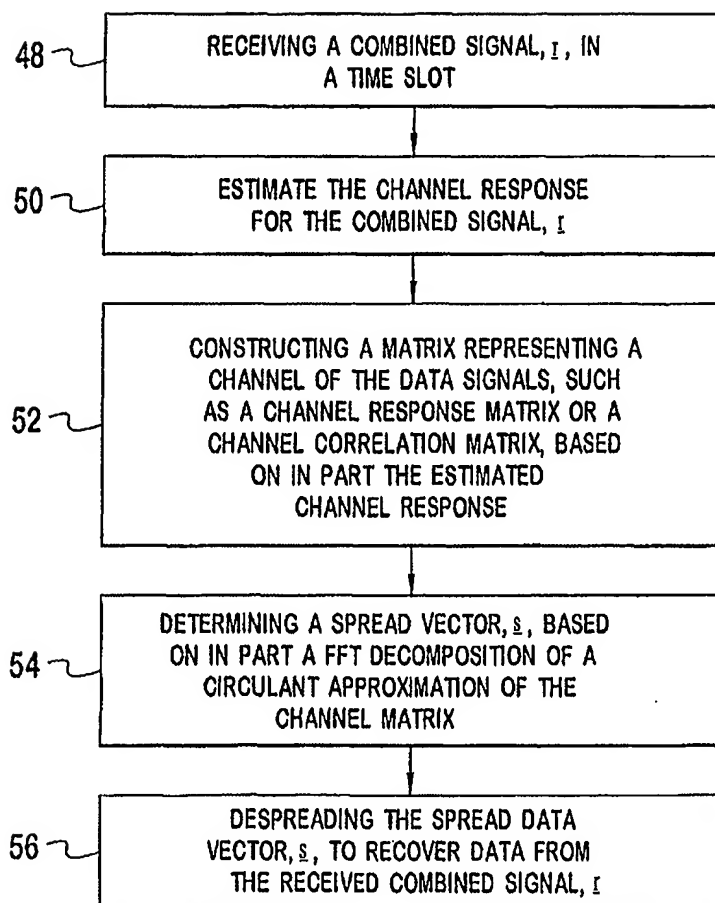 48
RECEIVING A COMBINED SIGNAL, r, IN
A TIME SLOT
50
ESTIMATE THE CHANNEL RESPONSE
FOR THE COMBINED SIGNAL, r
52
CONSTRUCTING A MATRIX REPRESENTING A
CHANNEL OF THE DATA SIGNALS, SUCH
AS A CHANNEL RESPONSE MATRIX OR A
CHANNEL CORRELATION MATRIX, BASED
ON IN PART THE ESTIMATED
CHANNEL RESPONSE
54
DETERMINING A SPREAD VECTOR, s, BASED
ON IN PART A FFT DECOMPOSITION OF A
CIRCULANT APPROXIMATION OF THE
CHANNEL MATRIX
56
DESPREADING THE SPREAD DATA
VECTOR, s, TO RECOVER DATA FROM
THE RECEIVED COMBINED SIGNAL, r